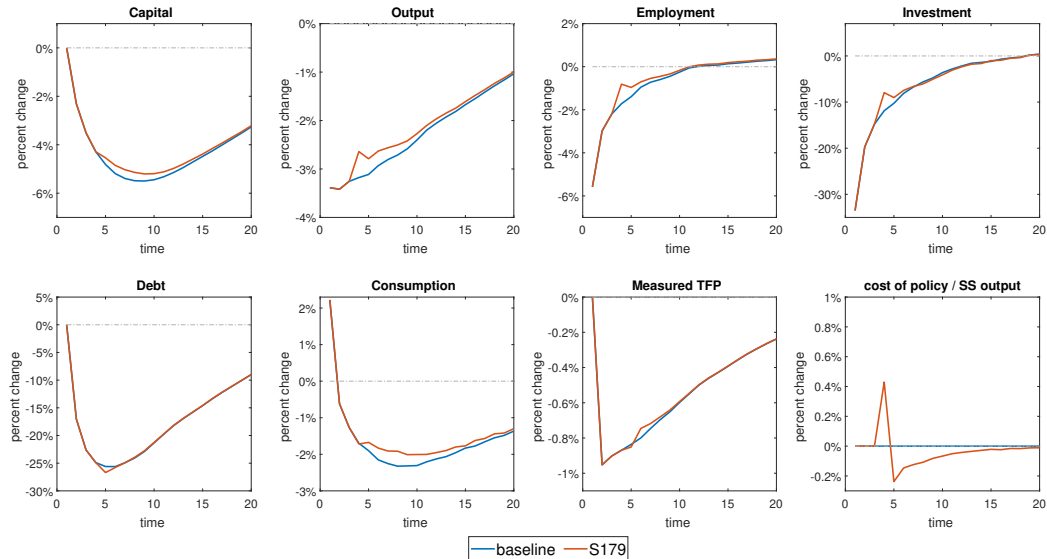 Capital
0%
-2%
-4%
-6%
percent change
0 5 10 15 20
time
Output
0%
-1%
-2%
-3%
-4%
percent change
0 5 10 15 20
time
Employment
2%
0%
-2%
-4%
-6%
percent change
0 5 10 15 20
time
Investment
0%
-10%
-20%
-30%
percent change
0 5 10 15 20
time
Debt
5%
0%
-5%
-10%
-15%
-20%
-25%
-30%
percent change
0 5 10 15 20
time
Consumption
2%
1%
0%
-1%
-2%
-3%
percent change
0 5 10 15 20
time
Measured TFP
0%
-0.2%
-0.4%
-0.6%
-0.8%
-1%
percent change
0 5 10 15 20
time
cost of policy / SS output
1%
0.8%
0.6%
0.4%
0.2%
0%
-0.2%
percent change
0 5 10 15 20
time
baseline S179